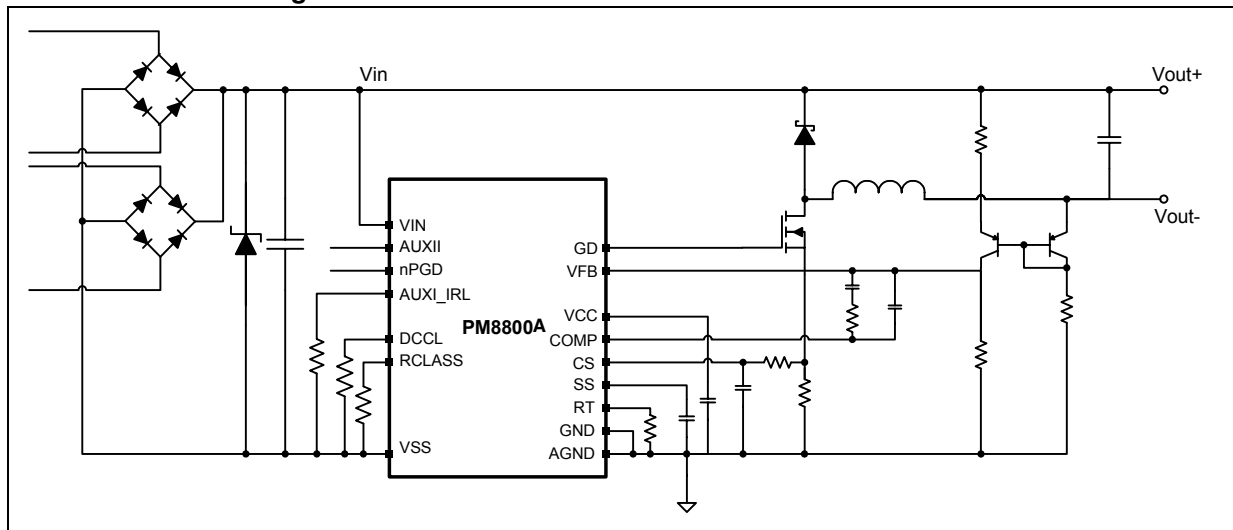 Vin
Vout+
Vout-
VIN
AUXII
nPGD
AUXI_IRL
DCCL
RCLASS
VSS
PM8800A
GD
VFB
VCC
COMP
CS
SS
RT
GND
AGND